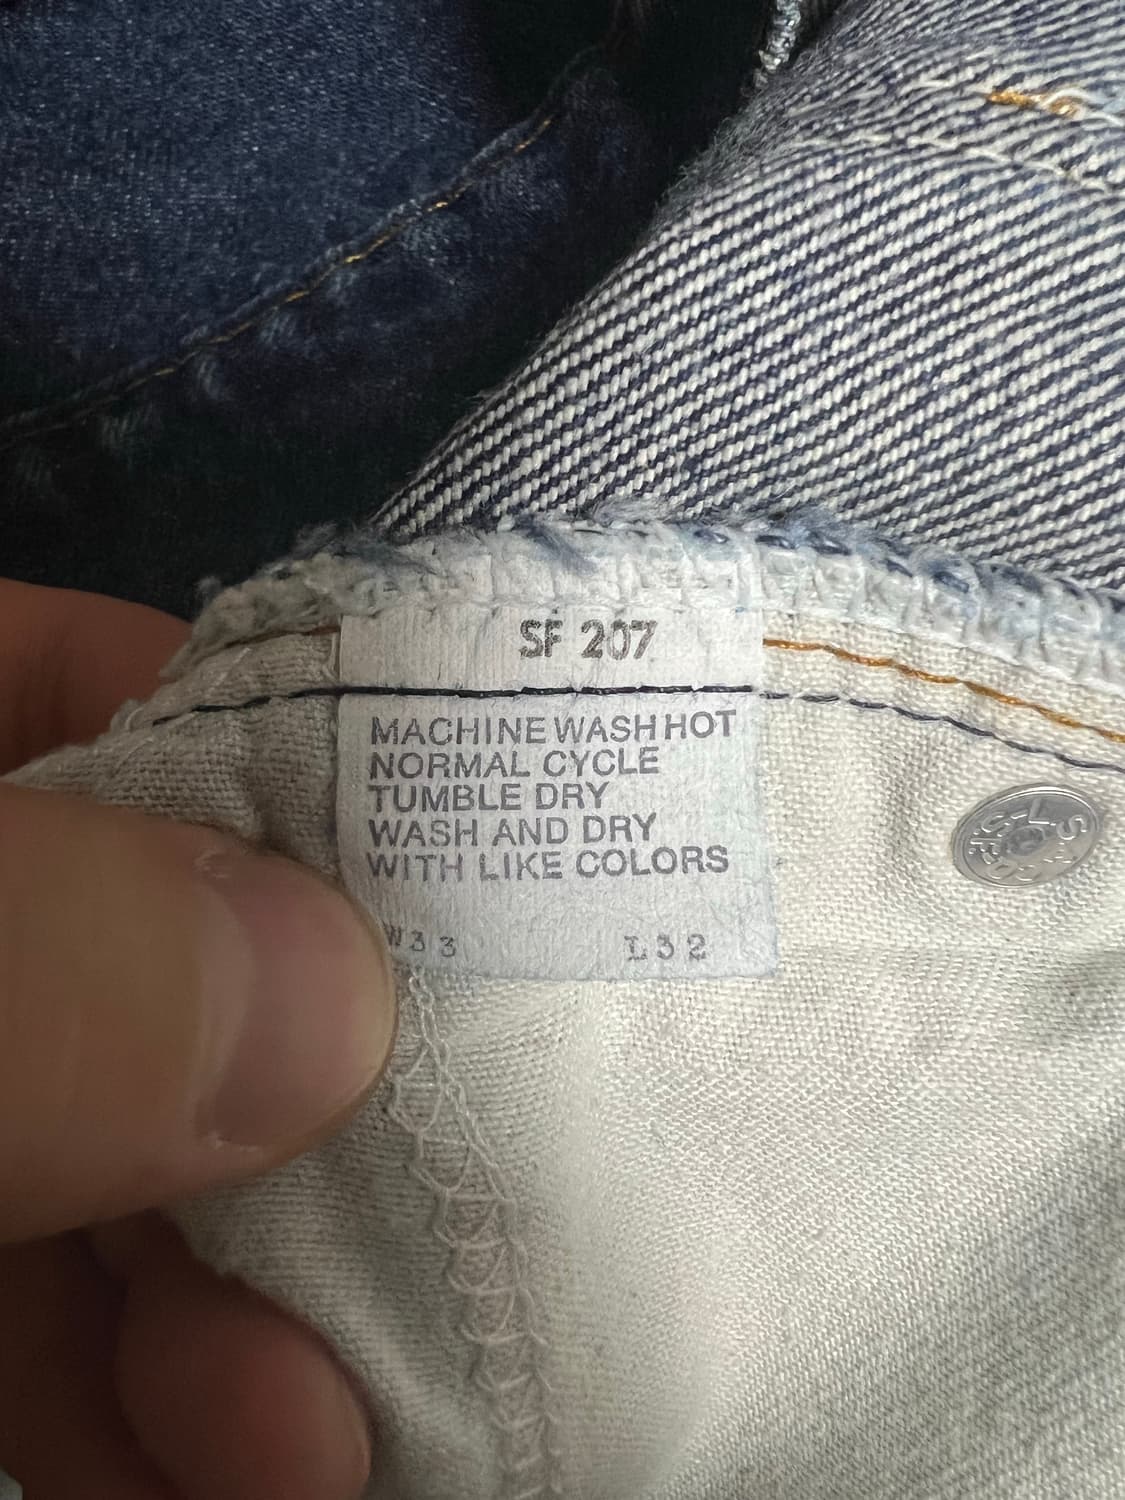 SF 207
MACHINE WASH HOT
NORMAL CYCLE
TUMBLE DRY
WASH AND DRY
WITH LIKE COLORS
W33 L32